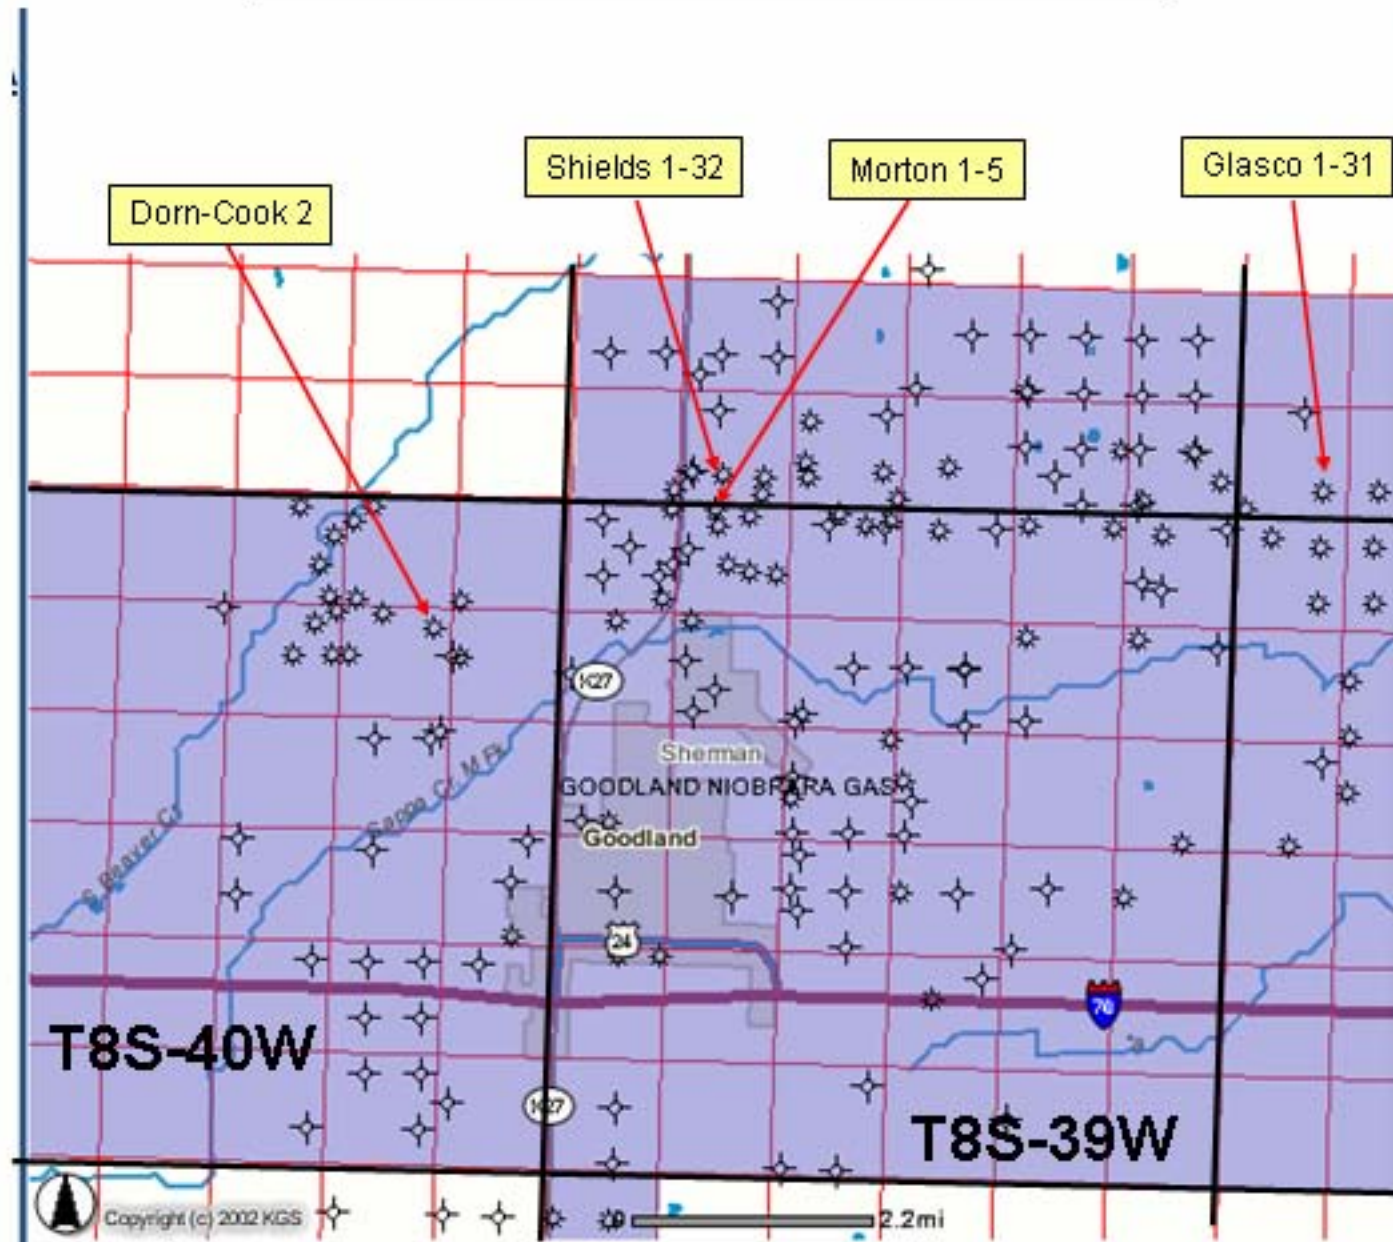 Shields 1-32
Morton 1-5
Glasco 1-31
Dorn-Cook 2
K27
Sherman
GOODLAND NIOBRARA GAS
Goodland
S Beaver Cr
Sappa Cr, M Fk
24
70
T8S-40W
K27
T8S-39W
Copyright (c) 2002 KGS
0
2.2mi